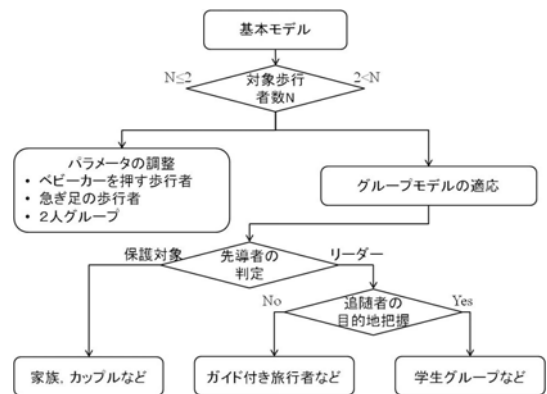 基本モデル
N≤2
対象歩行
者数N
2<N
パラメータの調整
• ベビーカーを押す歩行者
• 急ぎ足の歩行者
• 2人グループ
グループモデルの適応
保護対象
先導者の
判定
リーダー
No
追随者の
目的地把握
Yes
家族, カップルなど
ガイド付き旅行者など
学生グループなど